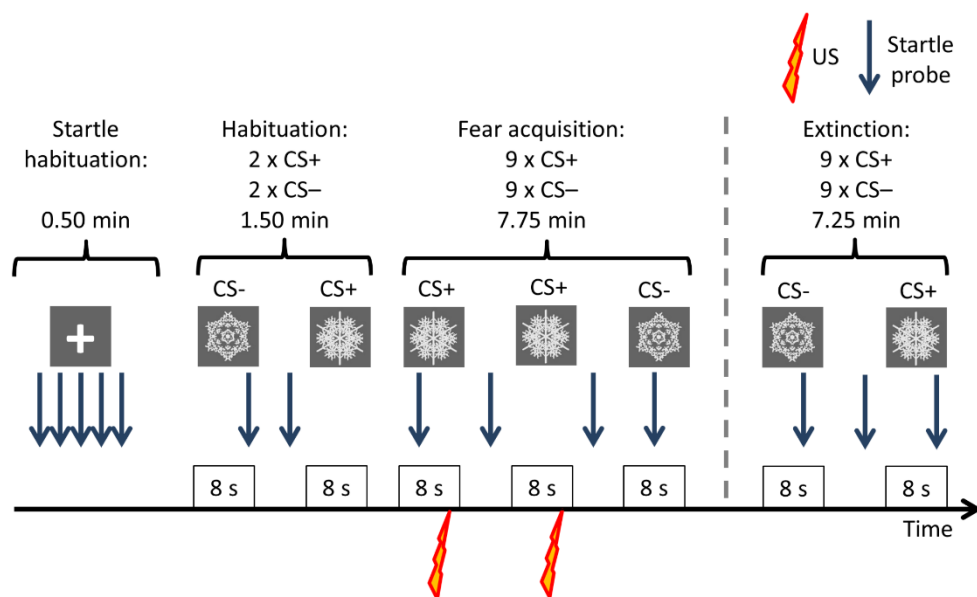 US
Startle
probe
Startle
habituation:
0.50 min
Habituation:
2 x CS+
2 x CS–
1.50 min
Fear acquisition:
9 x CS+
9 x CS–
7.75 min
Extinction:
9 x CS+
9 x CS–
7.25 min
CS-
CS+
CS+
CS+
CS-
CS-
CS+
8 s
8 s
8 s
8 s
8 s
8 s
8 s
Time